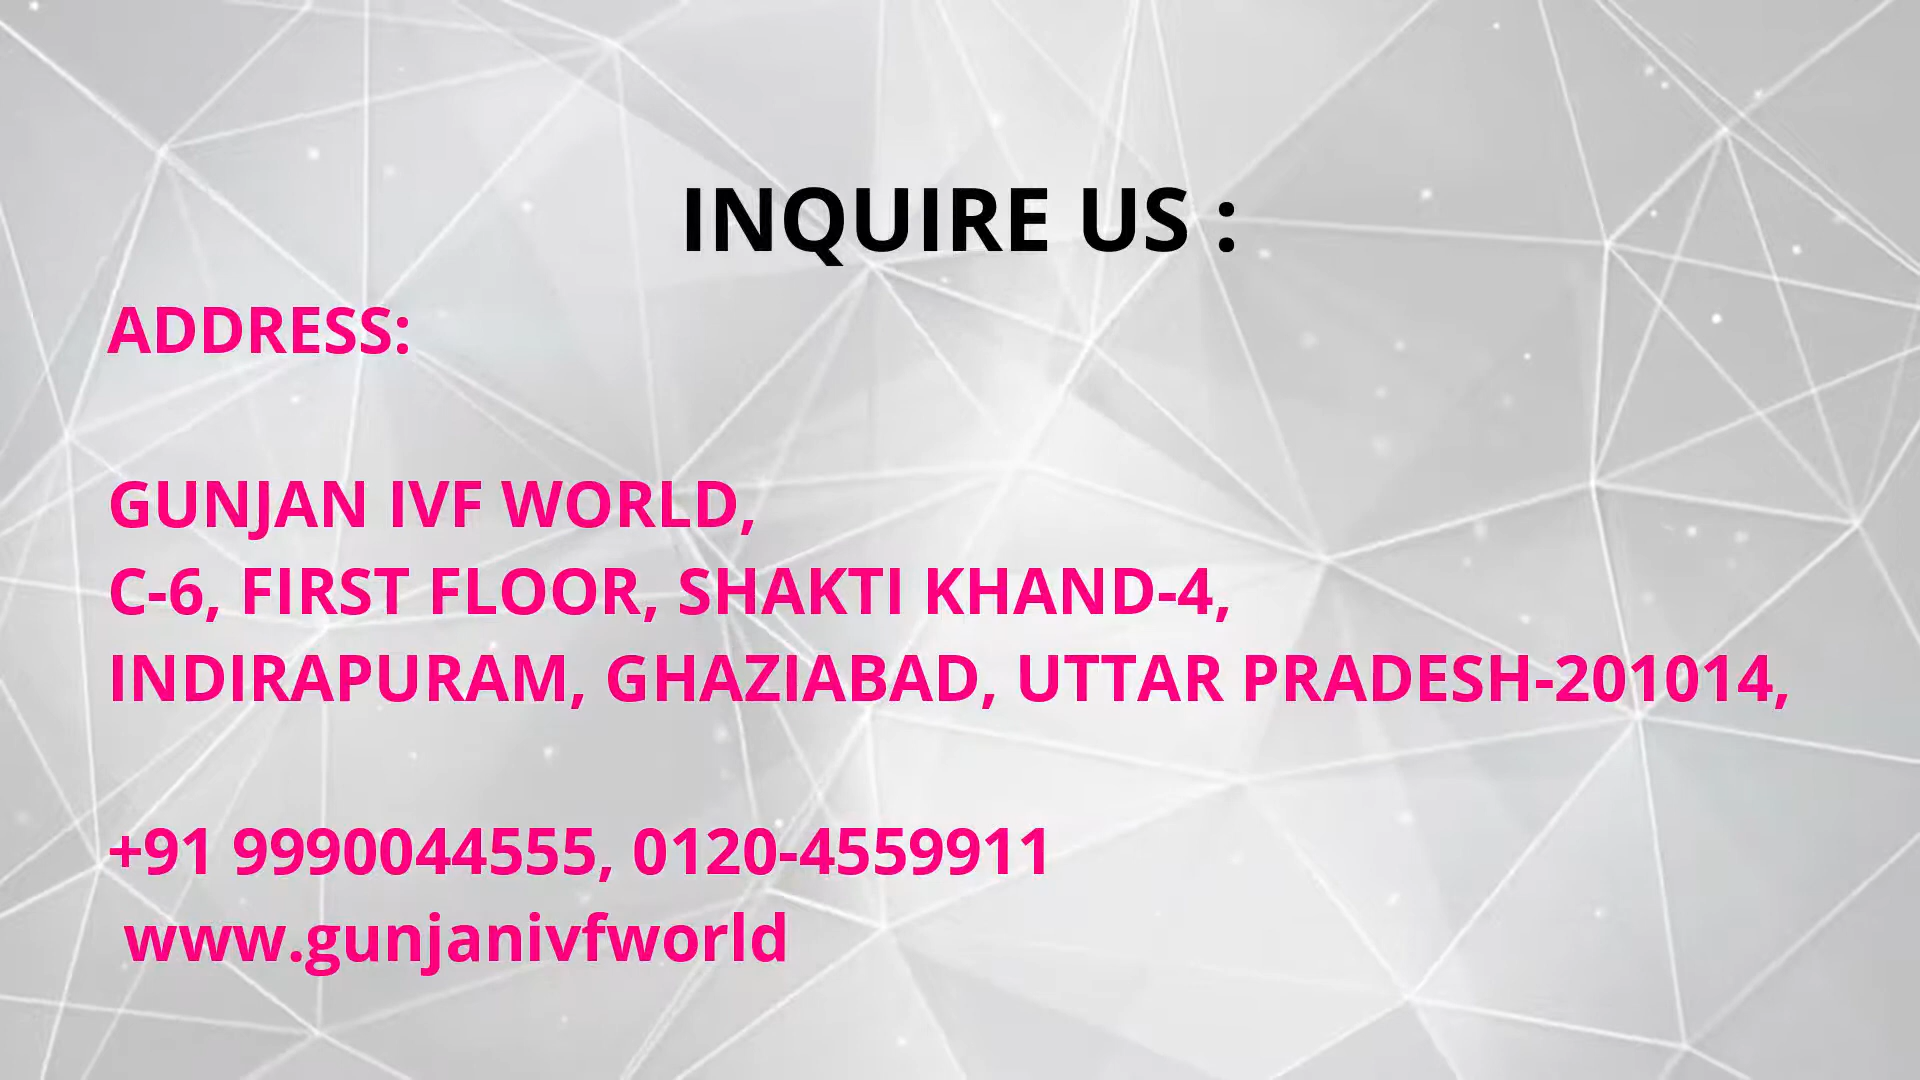 INQUIRE US :
ADDRESS:
GUNJAN IVF WORLD,
C-6, FIRST FLOOR, SHAKTI KHAND-4,
INDIRAPURAM, GHAZIABAD, UTTAR PRADESH-201014,
+91 9990044555, 0120-4559911
www.gunjanivfworld